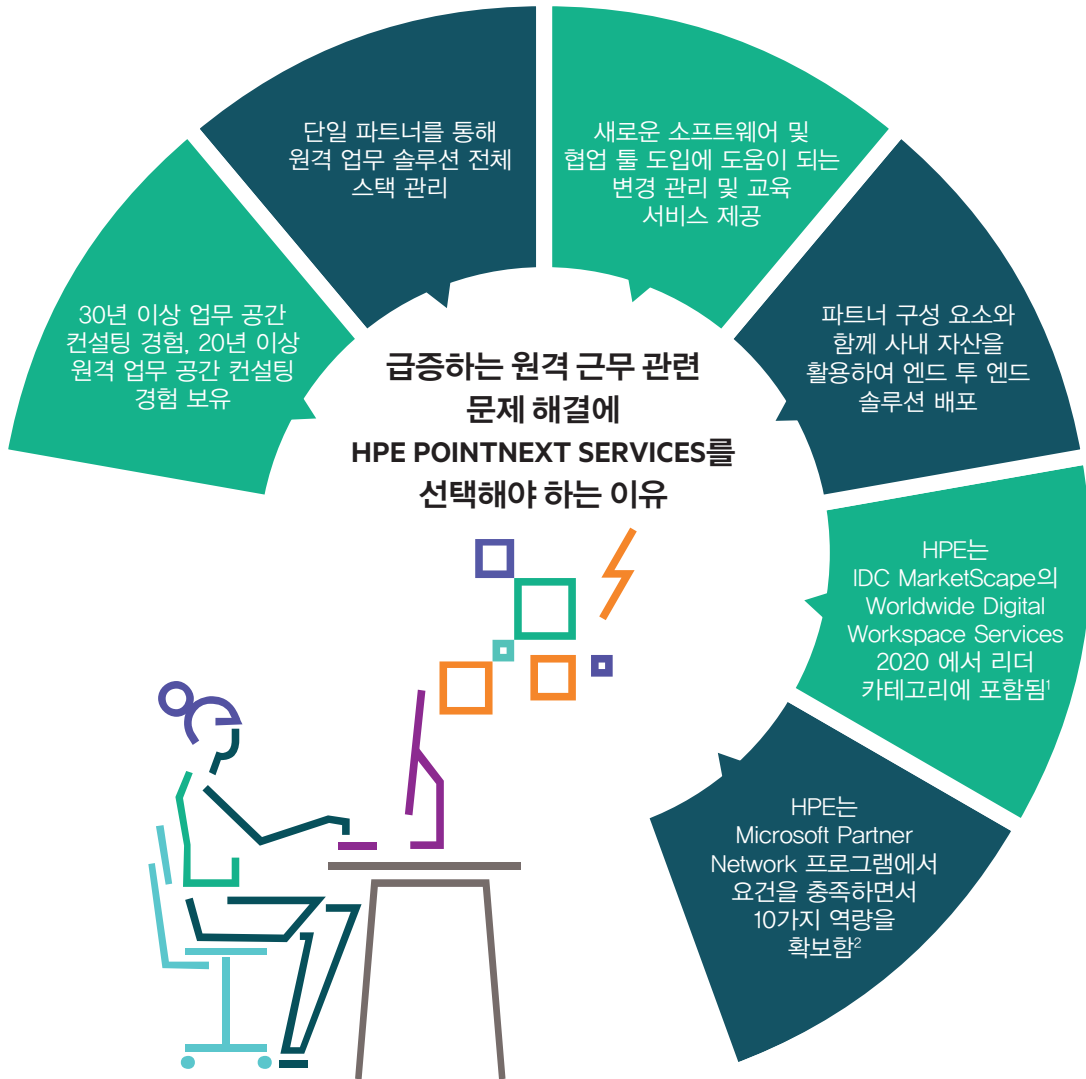 급증하는 원격 근무 관련
문제 해결에
HPE POINTNEXT SERVICES를
선택해야 하는 이유
30년 이상 업무 공간
컨설팅 경험, 20년 이상
원격 업무 공간 컨설팅
경험 보유
단일 파트너를 통해
원격 업무 솔루션 전체
스택 관리
새로운 소프트웨어 및
협업 툴 도입에 도움이 되는
변경 관리 및 교육
서비스 제공
파트너 구성 요소와
함께 사내 자산을
활용하여 엔드 투 엔드
솔루션 배포
HPE는
IDC MarketScape의
Worldwide Digital
Workspace Services
2020 에서 리더
카테고리에 포함됨¹
HPE는
Microsoft Partner
Network 프로그램에서
요건을 충족하면서
10가지 역량을
확보함²